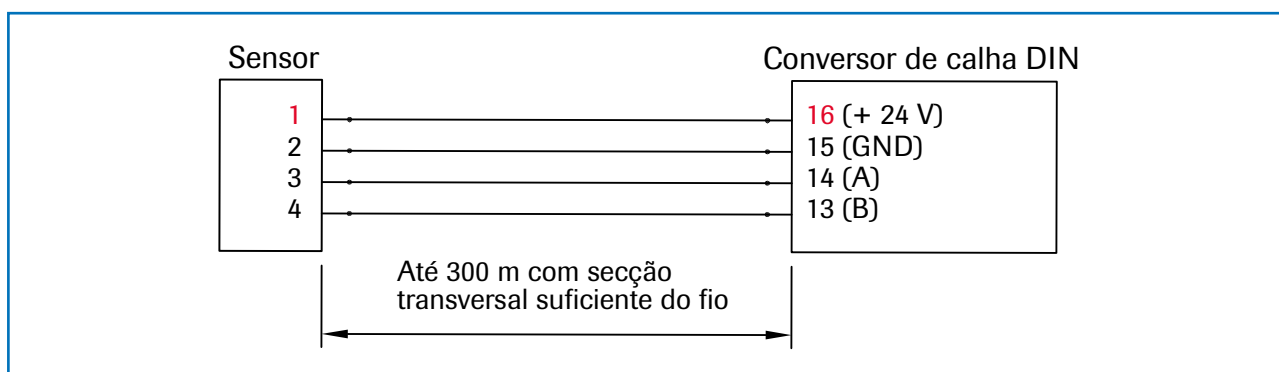 Sensor
Conversor de calha DIN
1
16 (+ 24 V)
2
15 (GND)
3
14 (A)
4
13 (B)
Até 300 m com secção
transversal suficiente do fio